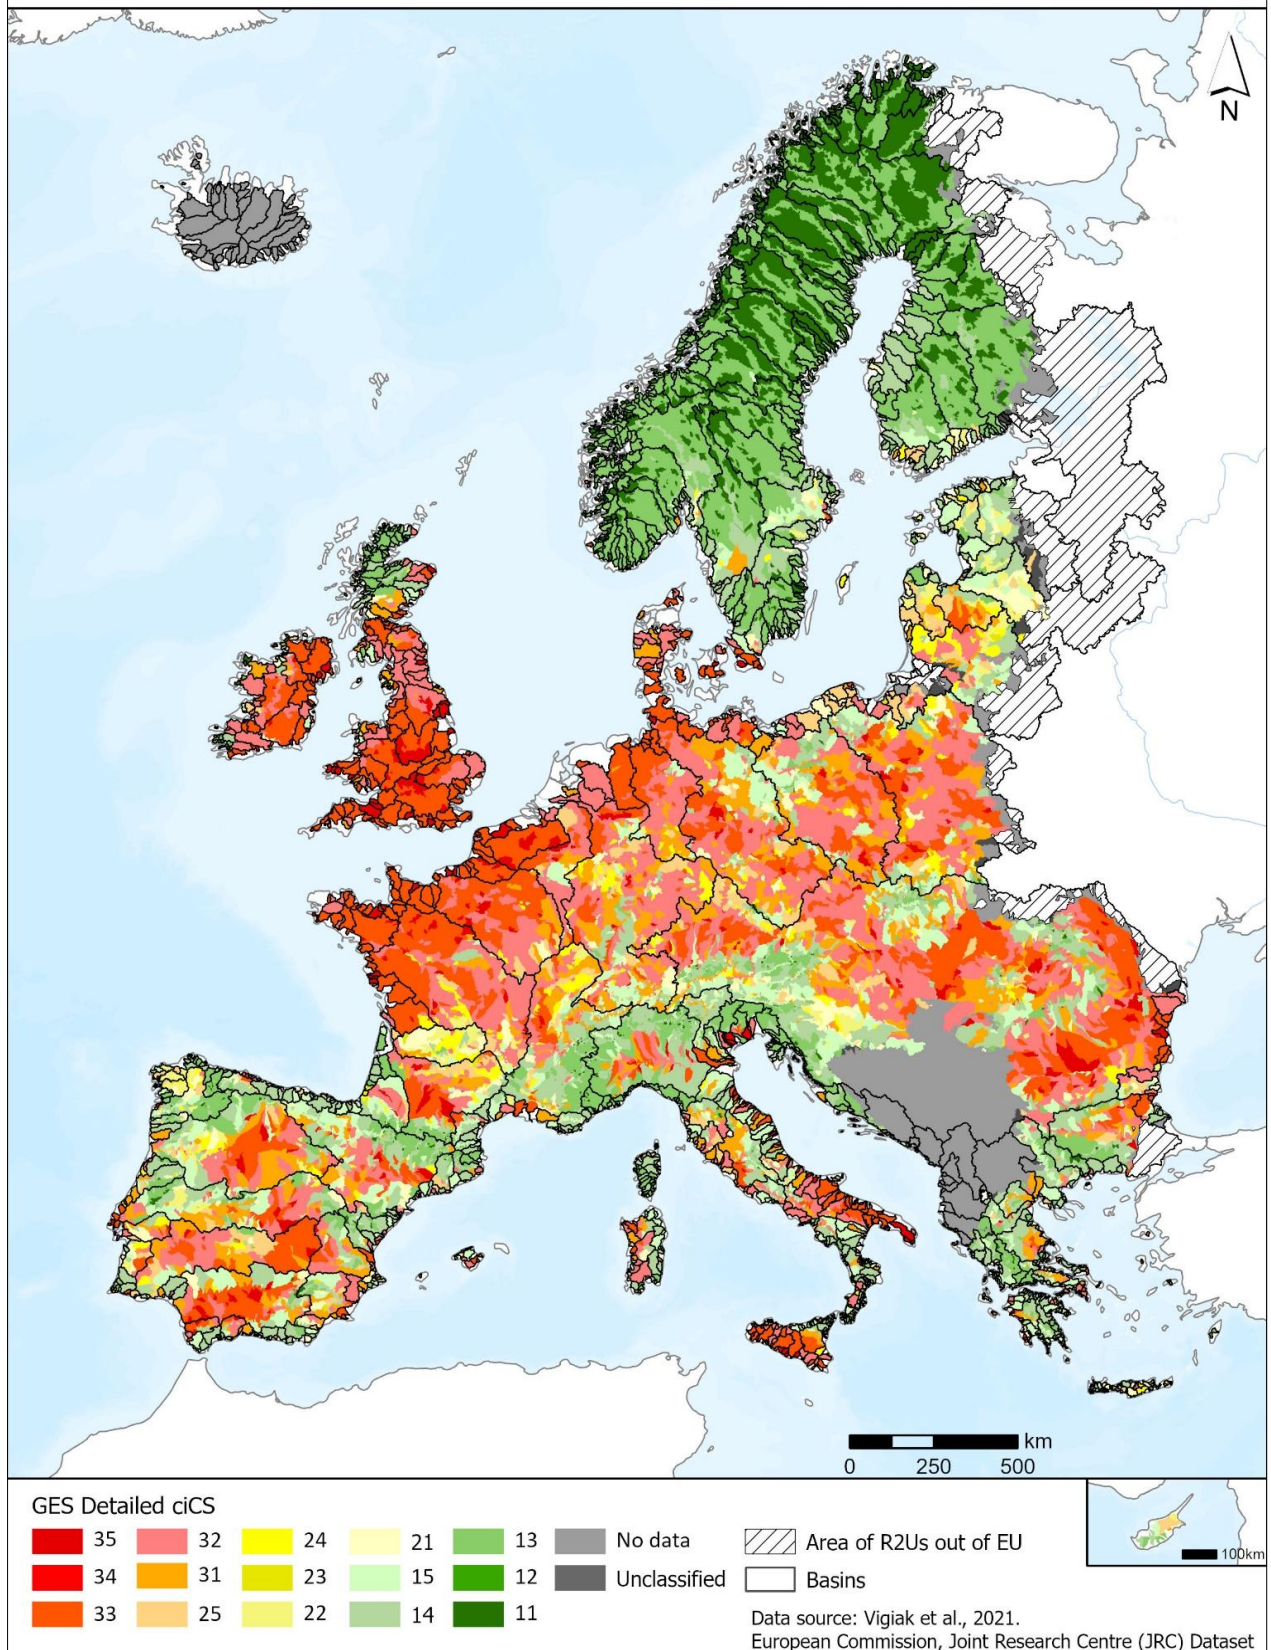 N
km
0 250 500
GES Detailed ciCS
35 32 24 21 13 No data Area of R2Us out of EU
34 31 23 15 12 Unclassified Basins
33 25 22 14 11
100km
Data source: Vigiak et al., 2021.
European Commission, Joint Research Centre (JRC) Dataset